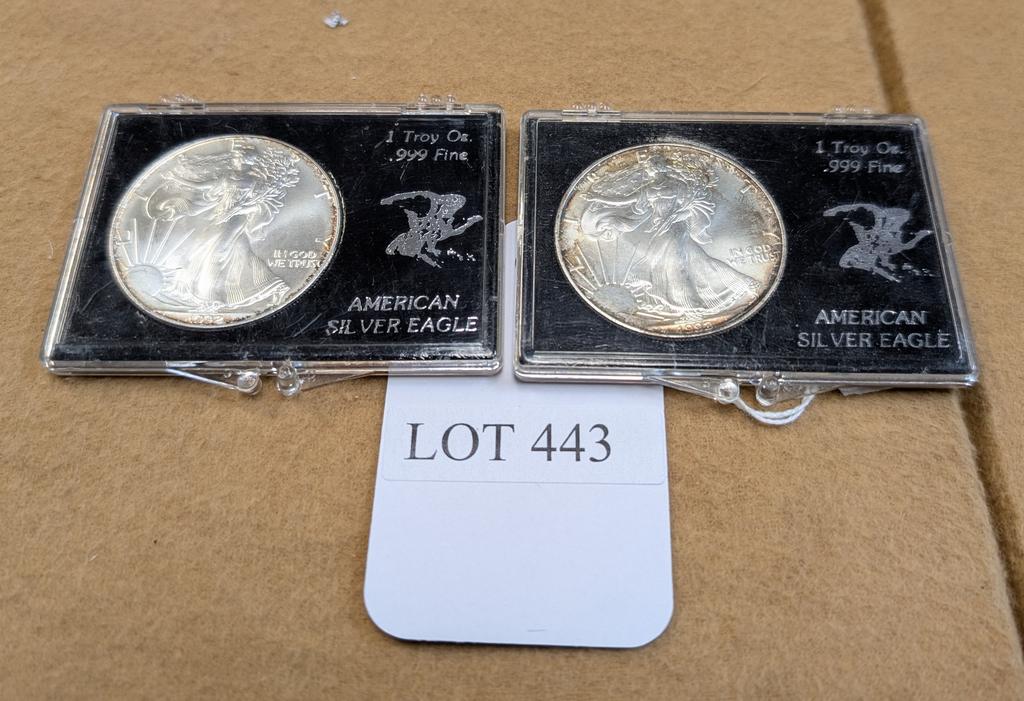 1 Troy Oz.
.999 Fine
IN GOD
WE TRUST
AMERICAN
SILVER EAGLE
1 Troy Oz.
.999 Fine
IN GOD
WE TRUST
AMERICAN
SILVER EAGLE
LOT 443